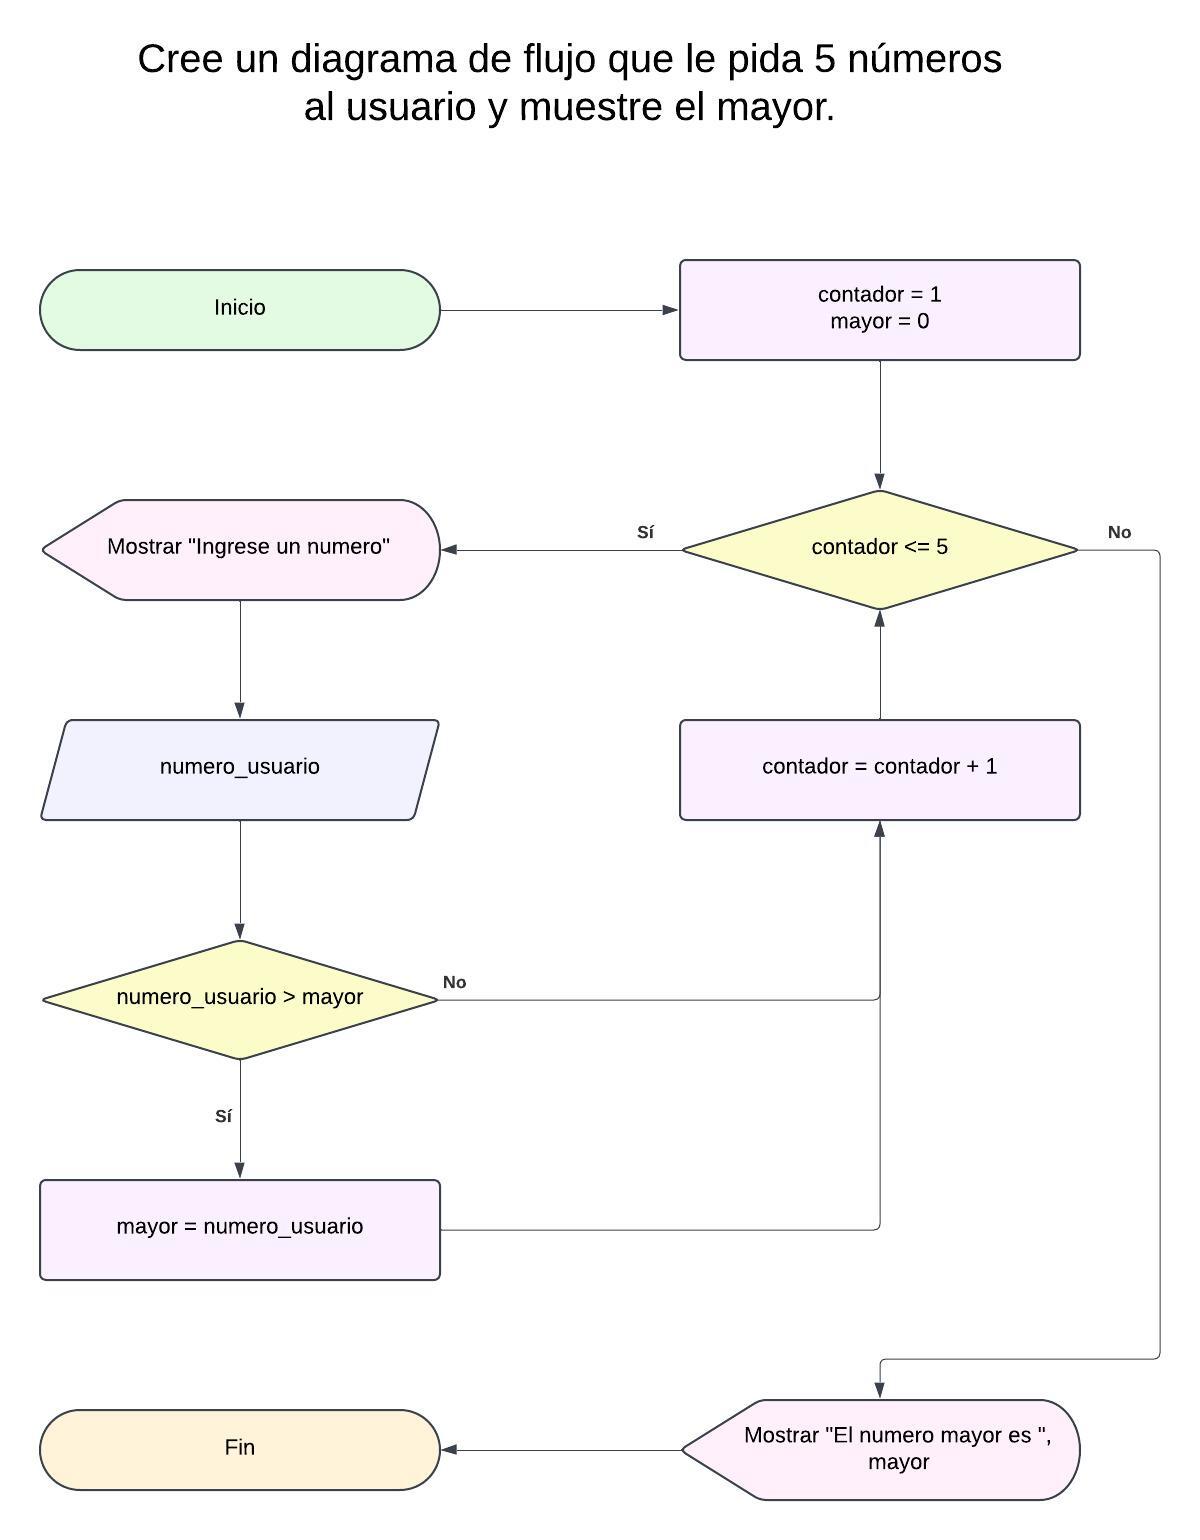 Cree un diagrama de flujo que le pida 5 números
al usuario y muestre el mayor.
Inicio
contador = 1
mayor = 0
contador <= 5
Sí
No
Mostrar "Ingrese un numero"
numero_usuario
contador = contador + 1
numero_usuario > mayor
No
Sí
mayor = numero_usuario
Mostrar "El numero mayor es ",
mayor
Fin